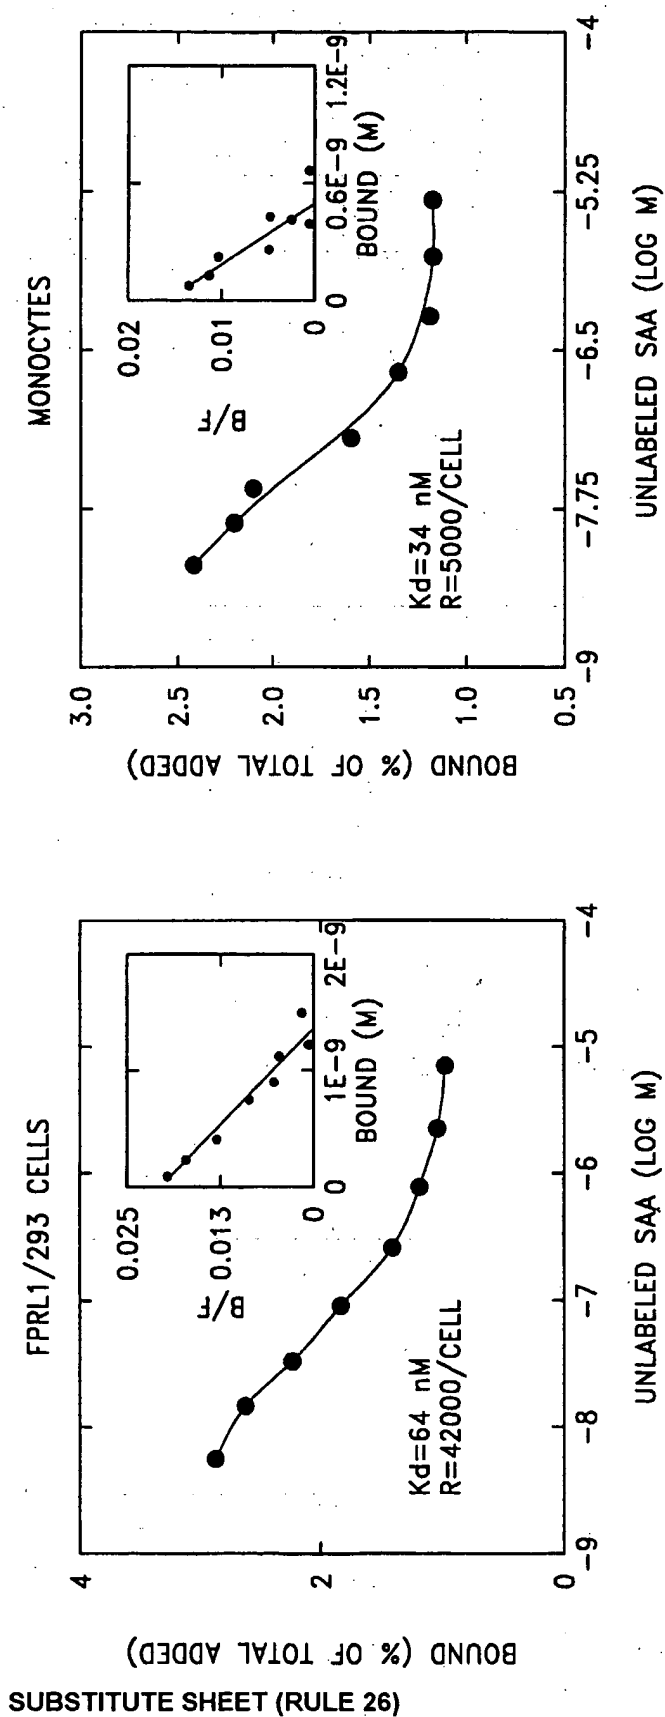 FPRL1/293 CELLS
BOUND (% OF TOTAL ADDED)
4
2
0
-9
-8
-7
-6
-5
-4
UNLABELED SAA (LOG M)
Kd=64 nM
R=42000/CELL
B/F
0.025
0.013
0
0
1E-9
2E-9
BOUND (M)
MONOCYTES
BOUND (% OF TOTAL ADDED)
3.0
2.5
2.0
1.5
1.0
0.5
-9
-7.75
-6.5
-5.25
-4
UNLABELED SAA (LOG M)
Kd=34 nM
R=5000/CELL
B/F
0.02
0.01
0
0
0.6E-9
1.2E-9
BOUND (M)
SUBSTITUTE SHEET (RULE 26)